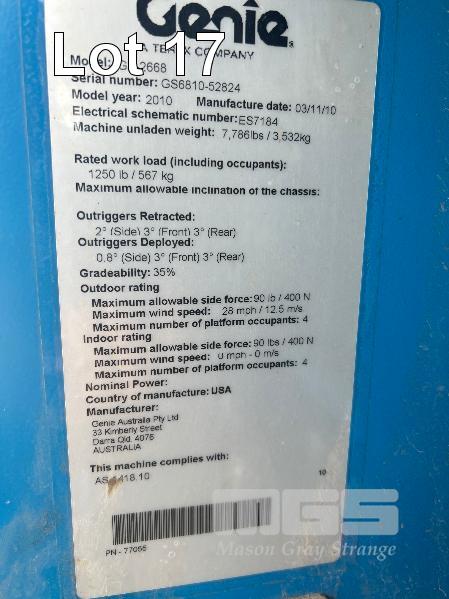 Genie
Lot 17
A TEREX COMPANY
Model: 2668
Serial number: GS6810-52824
Model year: 2010 Manufacture date: 03/11/10
Electrical schematic number: ES7184
Machine unladen weight: 7,786lbs / 3,532kg
Rated work load (including occupants):
1250 lb / 567 kg
Maximum allowable inclination of the chassis:
Outriggers Retracted:
2° (Side) 3° (Front) 3° (Rear)
Outriggers Deployed:
0.8° (Side) 3° (Front) 3° (Rear)
Gradeability: 35%
Outdoor rating
Maximum allowable side force: 90 lb / 400 N
Maximum wind speed: 28 mph / 12.5 m/s
Maximum number of platform occupants: 4
Indoor rating
Maximum allowable side force: 90 lbs / 400 N
Maximum wind speed: 0 mph - 0 m/s
Maximum number of platform occupants: 4
Nominal Power:
Country of manufacture: USA
Manufacturer:
Genie Australia Pty Ltd
33 Kimberly Street
Darra Qld. 4076
AUSTRALIA
This machine complies with:
AS 1418.10
10
PN - 77055
MGS
Mason Gray Strange